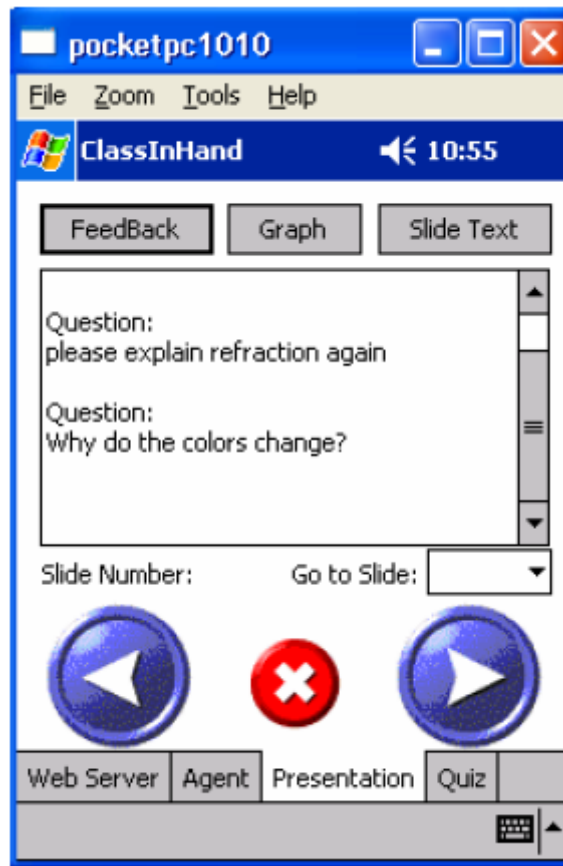 pocketpc1010
File Zoom Tools Help
ClassInHand 10:55
FeedBack Graph Slide Text
Question:
please explain refraction again
Question:
Why do the colors change?
Slide Number: Go to Slide:
Web Server Agent Presentation Quiz